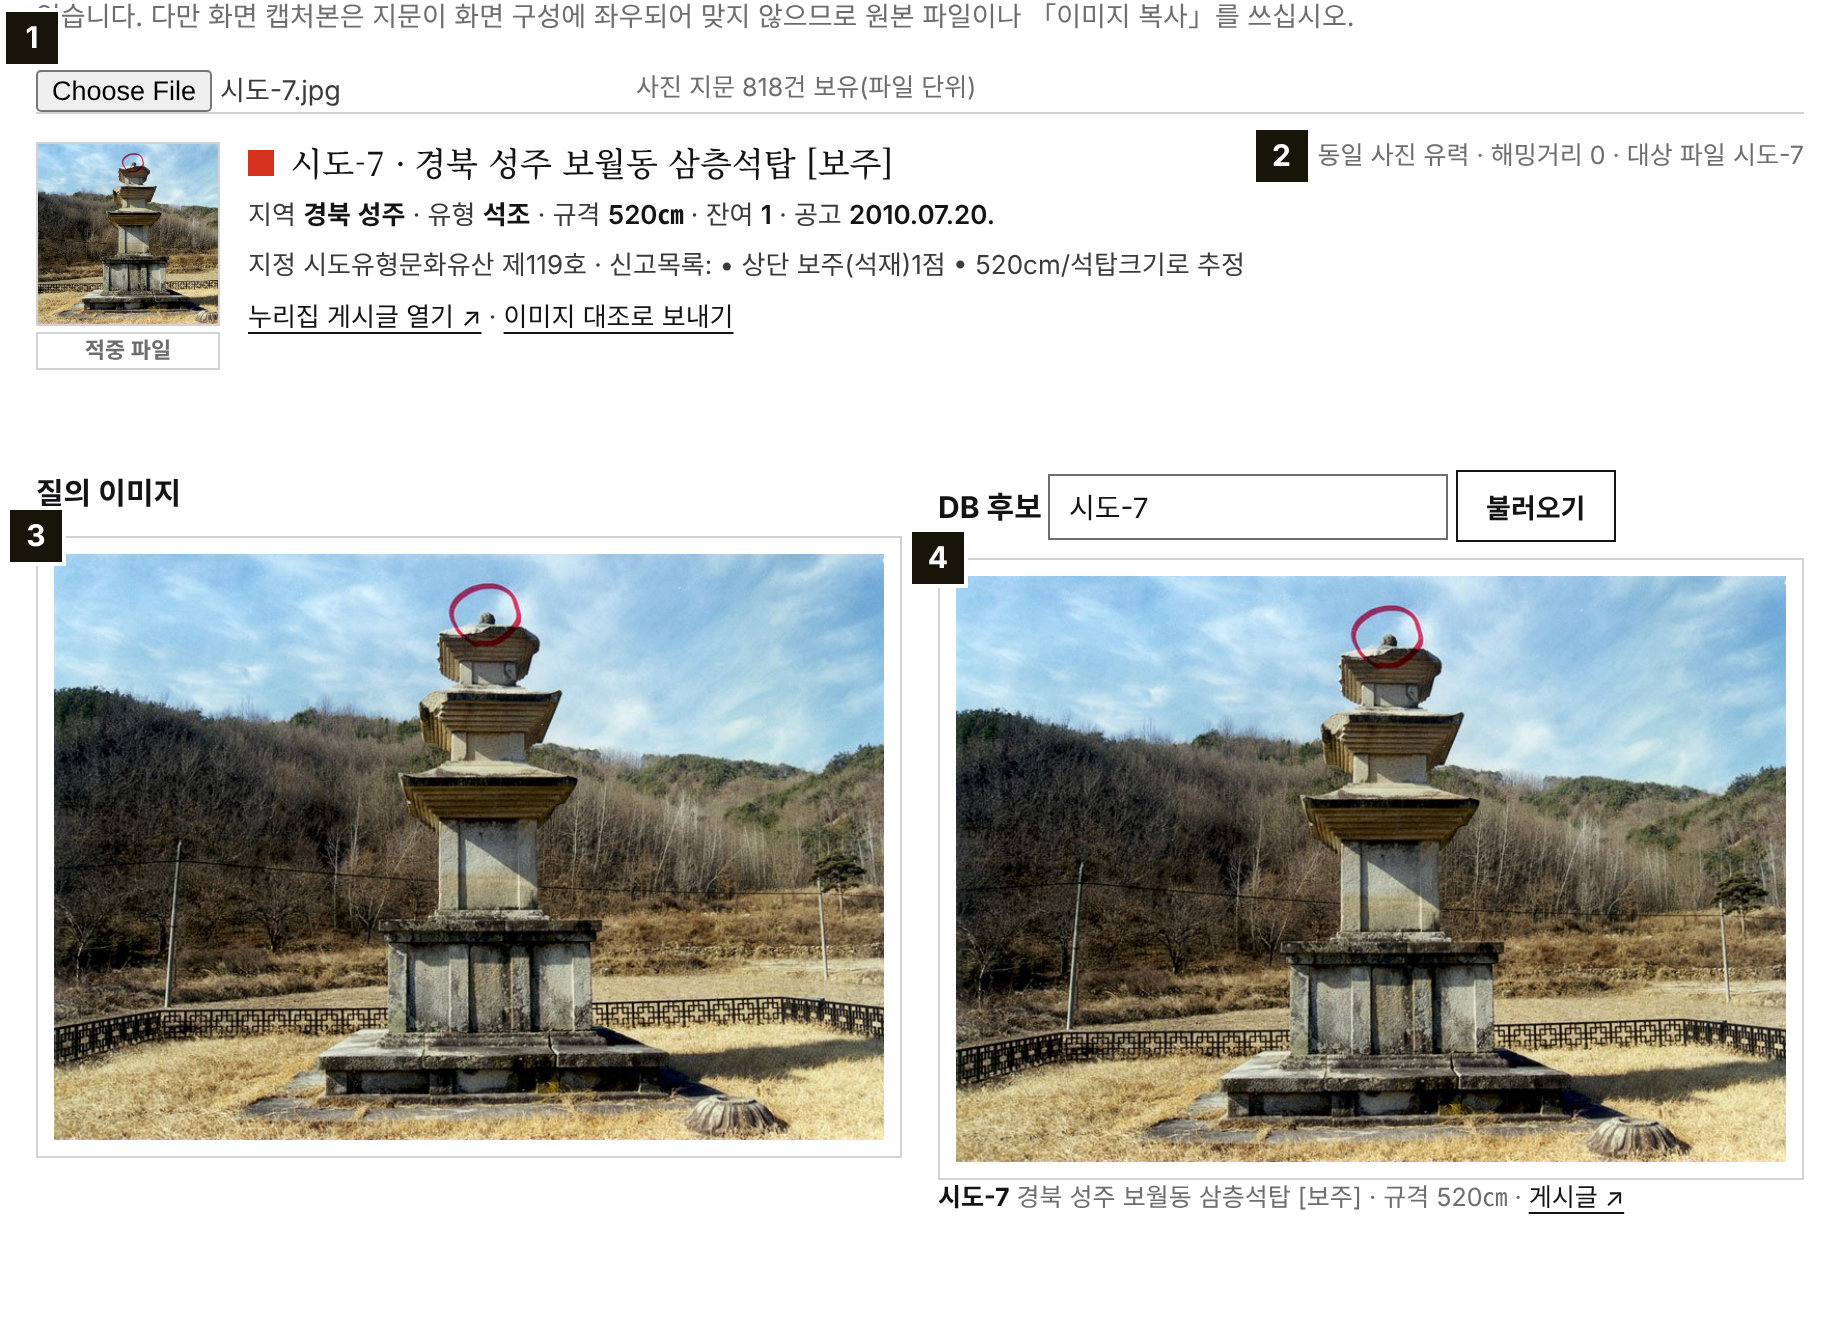 있습니다. 다만 화면 캡처본은 지문이 화면 구성에 좌우되어 맞지 않으므로 원본 파일이나 「이미지 복사」를 쓰십시오.
1
Choose File 시도-7.jpg 사진 지문 818건 보유(파일 단위)
시도-7 · 경북 성주 보월동 삼층석탑 [보주]
2 동일 사진 유력 · 해밍거리 0 · 대상 파일 시도-7
지역 경북 성주 · 유형 석조 · 규격 520㎝ · 잔여 1 · 공고 2010.07.20.
지정 시도유형문화유산 제119호 · 신고목록: • 상단 보주(석재)1점 • 520cm/석탑크기로 추정
누리집 게시글 열기 ↗ · 이미지 대조로 보내기
적중 파일
질의 이미지
3
DB 후보 시도-7 불러오기
4
시도-7 경북 성주 보월동 삼층석탑 [보주] · 규격 520㎝ · 게시글 ↗